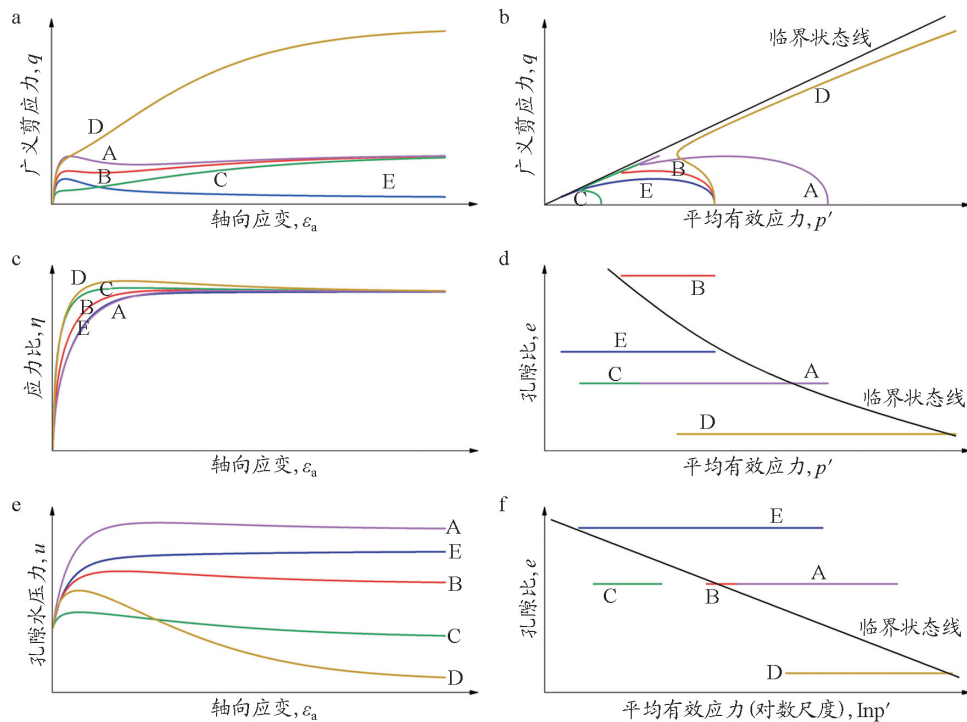 a
广义剪应力, q
D
A
B
C
E
轴向应变, εa
b
广义剪应力, q
临界状态线
D
B
C
E
A
平均有效应力, p′
c
应力比, η
D
C
B
A
E
轴向应变, εa
d
孔隙比, e
B
E
C
A
D
临界状态线
平均有效应力, p′
e
孔隙水压力, u
A
E
B
C
D
轴向应变, εa
f
孔隙比, e
E
A
C
B
临界状态线
D
平均有效应力 (对数尺度), Inp′